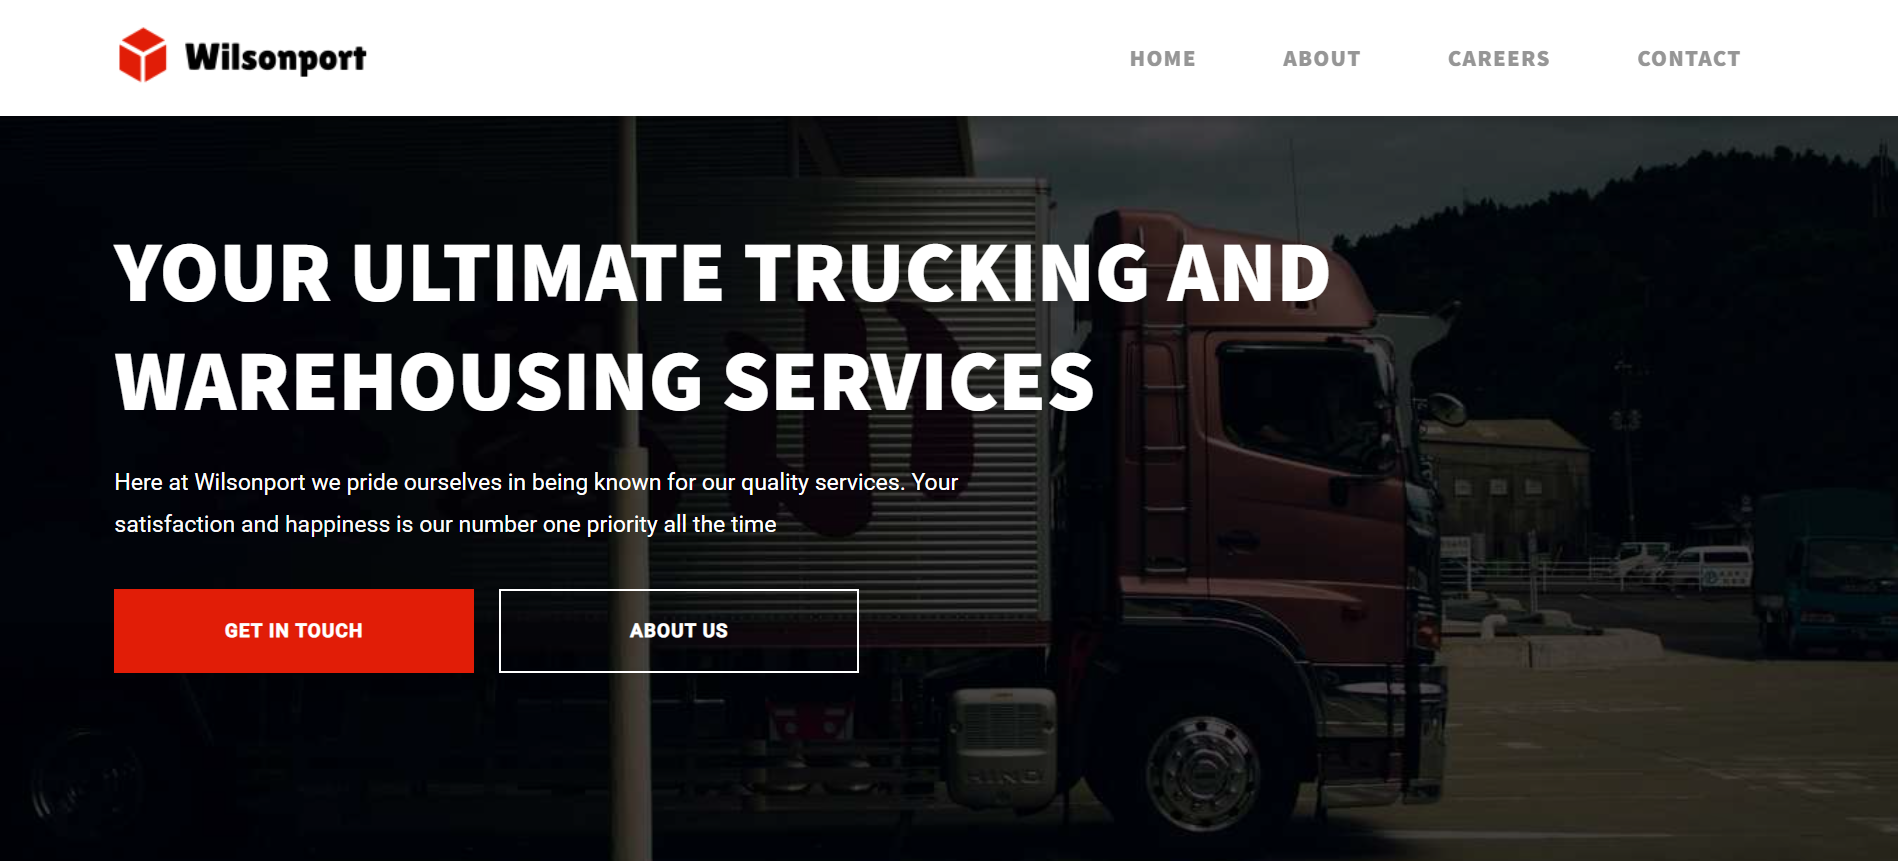 Wilsonport
HOME ABOUT CAREERS CONTACT
YOUR ULTIMATE TRUCKING AND
WAREHOUSING SERVICES
Here at Wilsonport we pride ourselves in being known for our quality services. Your
satisfaction and happiness is our number one priority all the time
GET IN TOUCH
ABOUT US
HINO